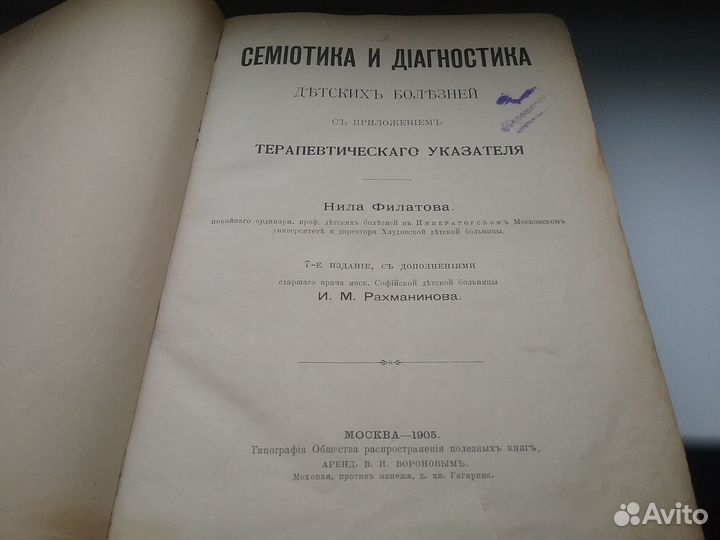 СЕМІОТИКА И ДІАГНОСТИКА
ДѢТСКИХЪ БОЛѢЗНЕЙ
СЪ ПРИЛОЖЕНІЕМЪ
ТЕРАПЕВТИЧЕСКАГО УКАЗАТЕЛЯ
Нила Филатова.
покойнаго ординарн. проф. дѣтскихъ болѣзней въ ИМПЕРАТОРСКОМЪ Московскомъ
университетѣ и директора Хлудовской дѣтской больницы.
7-Е ИЗДАНІЕ, СЪ ДОПОЛНЕНІЯМИ
старшаго врача моск. Софійской дѣтской больницы
И. М. Рахманинова.
МОСКВА—1905.
Типографія Общества распространенія полезныхъ книгъ,
АРЕНД. В. И. ВОРОНОВЫМЪ.
Моховая, противъ манежа, д. кн. Гагарина.
Avito